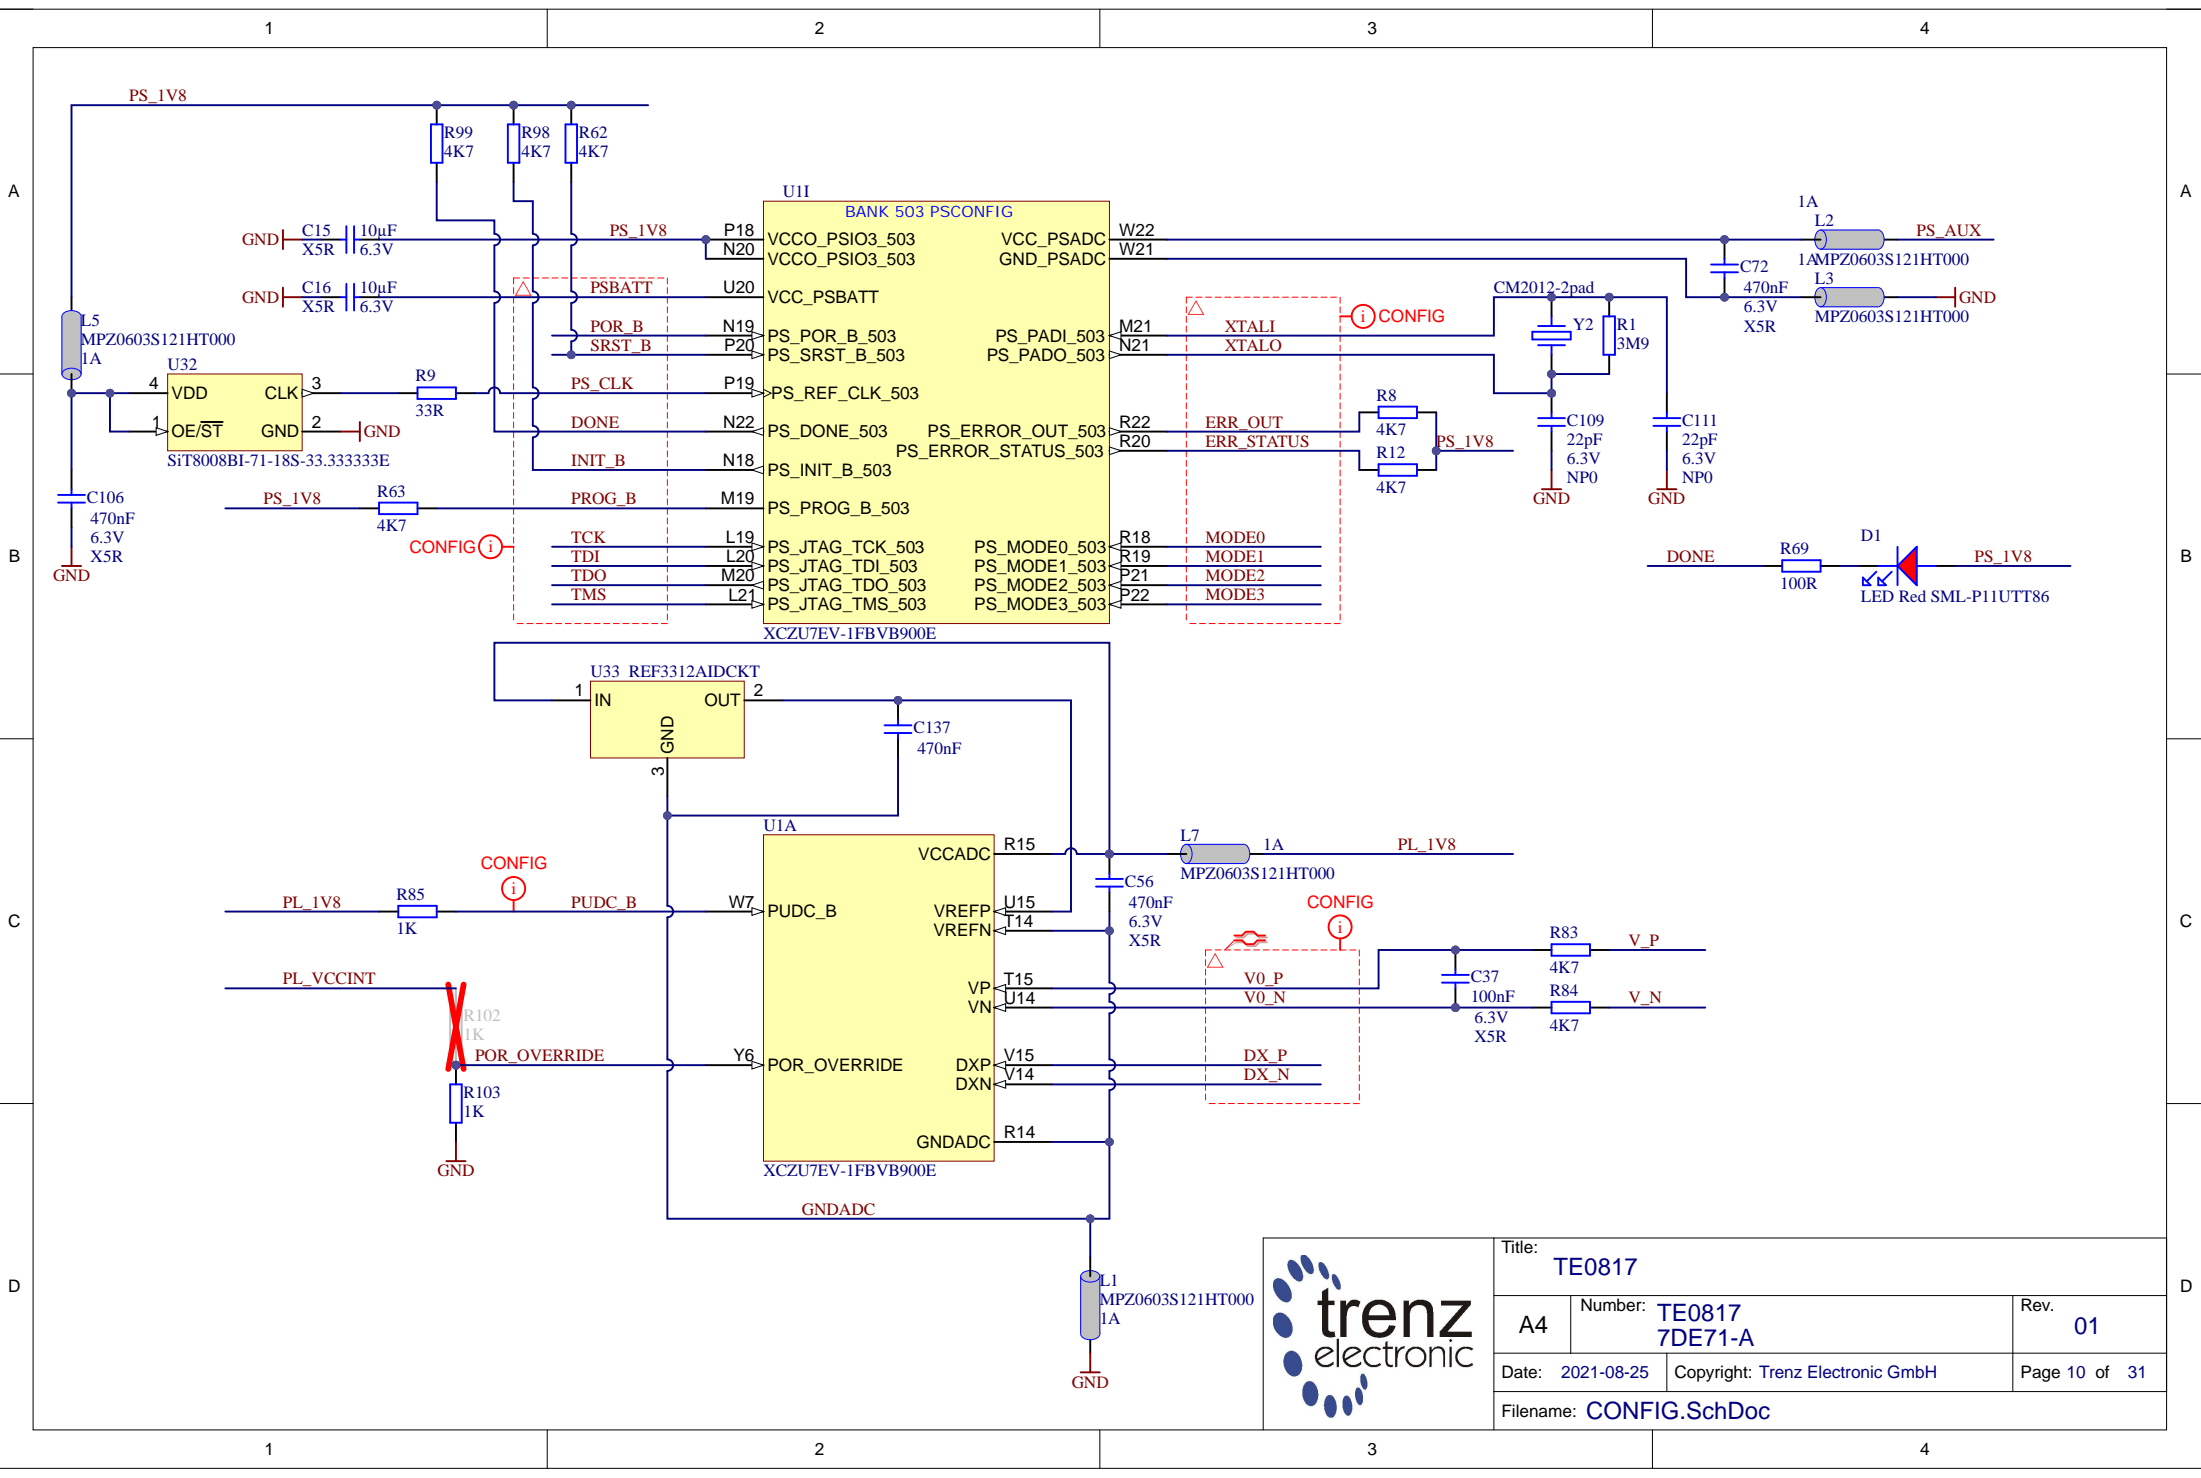 1 2 3 4
A
A
B
B
C
C
D
D
PS_1V8
R99
4K7
R98
4K7
R62
4K7
U1I
BANK 503 PSCONFIG
GND
C15
X5R
10µF
6.3V
PS_1V8
P18
N20
VCCO_PSIO3_503
VCCO_PSIO3_503
GND
C16
X5R
10µF
6.3V
PSBATT
U20
VCC_PSBATT
POR_B
N19
PS_POR_B_503
SRST_B
P20
PS_SRST_B_503
L5
MPZ0603S121HT000
1A
U32
4
VDD
CLK
3
1
OE/ST
GND
2
GND
SiT8008BI-71-18S-33.333333E
R9
33R
PS_CLK
P19
PS_REF_CLK_503
DONE
N22
PS_DONE_503
INIT_B
N18
PS_INIT_B_503
C106
470nF
6.3V
X5R
GND
PS_1V8
R63
4K7
PROG_B
M19
PS_PROG_B_503
CONFIG
i
TCK
L19
PS_JTAG_TCK_503
TDI
L20
PS_JTAG_TDI_503
TDO
M20
PS_JTAG_TDO_503
TMS
L21
PS_JTAG_TMS_503
XCZU7EV-1FBVB900E
VCC_PSADC
W22
GND_PSADC
W21
1A
L2
PS_AUX
MPZ0603S121HT000
1A
L3
GND
MPZ0603S121HT000
C72
470nF
6.3V
X5R
PS_PADI_503
M21
XTALI
PS_PADO_503
N21
XTALO
i
CONFIG
CM2012-2pad
Y2
R1
3M9
C109
22pF
6.3V
NP0
GND
C111
22pF
6.3V
NP0
GND
PS_ERROR_OUT_503
R22
ERR_OUT
PS_ERROR_STATUS_503
R20
ERR_STATUS
R8
4K7
R12
4K7
PS_1V8
PS_MODE0_503
R18
MODE0
PS_MODE1_503
R19
MODE1
PS_MODE2_503
P21
MODE2
PS_MODE3_503
P22
MODE3
DONE
R69
100R
D1
PS_1V8
LED Red SML-P11UTT86
U33 REF3312AIDCKT
1
IN
OUT
2
GND
3
C137
470nF
U1A
VCCADC
R15
L7
1A
PL_1V8
MPZ0603S121HT000
C56
470nF
6.3V
X5R
PL_1V8
R85
1K
CONFIG
i
PUDC_B
W7
PUDC_B
VREFP
U15
VREFN
T14
CONFIG
i
PL_VCCINT
R102
1K
VP
T15
V0_P
VN
U14
V0_N
C37
100nF
6.3V
X5R
R83
4K7
V_P
R84
4K7
V_N
POR_OVERRIDE
Y6
POR_OVERRIDE
DXP
V15
DX_P
DXN
V14
DX_N
R103
1K
GND
GNDADC
R14
XCZU7EV-1FBVB900E
GNDADC
L1
MPZ0603S121HT000
1A
GND
trenz
electronic
Title:
TE0817
A4
Number: TE0817
7DE71-A
Rev.
01
Date: 2021-08-25
Copyright: Trenz Electronic GmbH
Page 10 of 31
Filename: CONFIG.SchDoc
1 2 3 4